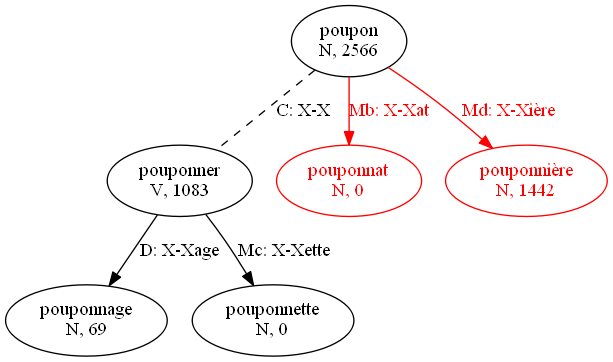 poupon
N, 2566
C: X-X
Mb: X-Xat
Md: X-Xière
pouponner
V, 1083
pouponnat
N, 0
pouponnière
N, 1442
D: X-Xage
Mc: X-Xette
pouponnage
N, 69
pouponnette
N, 0